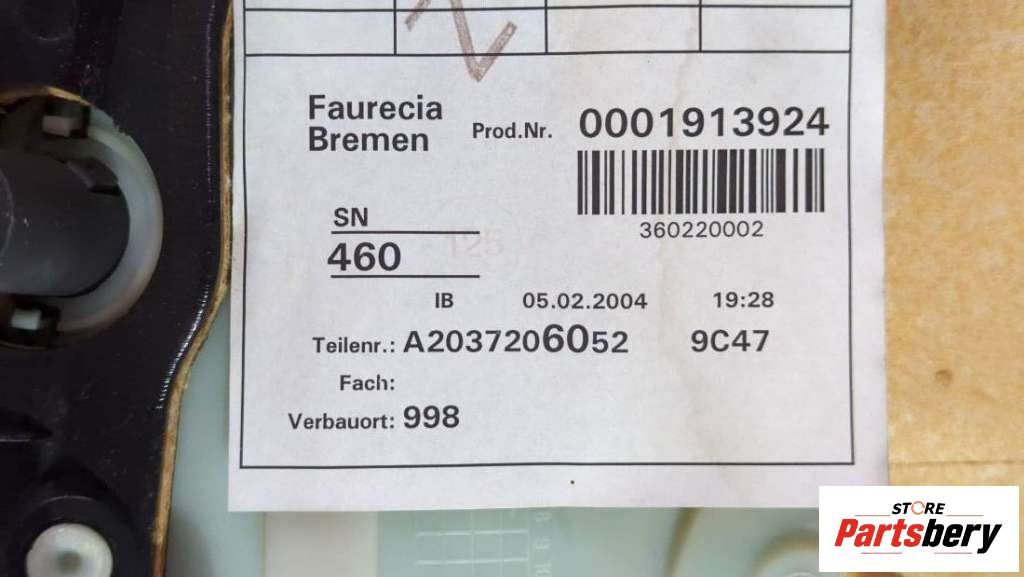 Faurecia
Bremen
Prod.Nr. 0001913924
360220002
SN
460
125
IB 05.02.2004 19:28
Teilenr.: A2037206052 9C47
Fach:
Verbauort: 998
STORE
Partsbery